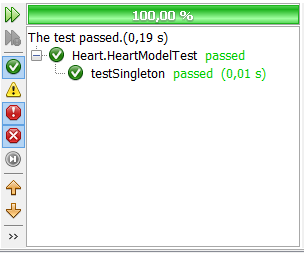 100,00 %
The test passed.(0,19 s)
Heart.HeartModelTest passed
testSingleton passed (0,01 s)